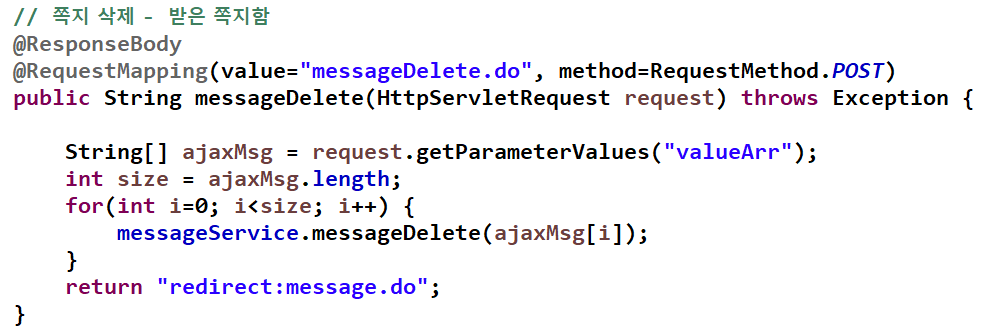 // 쪽지 삭제 - 받은 쪽지함
@ResponseBody
@RequestMapping(value="messageDelete.do", method=RequestMethod.POST)
public String messageDelete(HttpServletRequest request) throws Exception {
    String[] ajaxMsg = request.getParameterValues("valueArr");
    int size = ajaxMsg.length;
    for(int i=0; i<size; i++) {
        messageService.messageDelete(ajaxMsg[i]);
    }
    return "redirect:message.do";
}